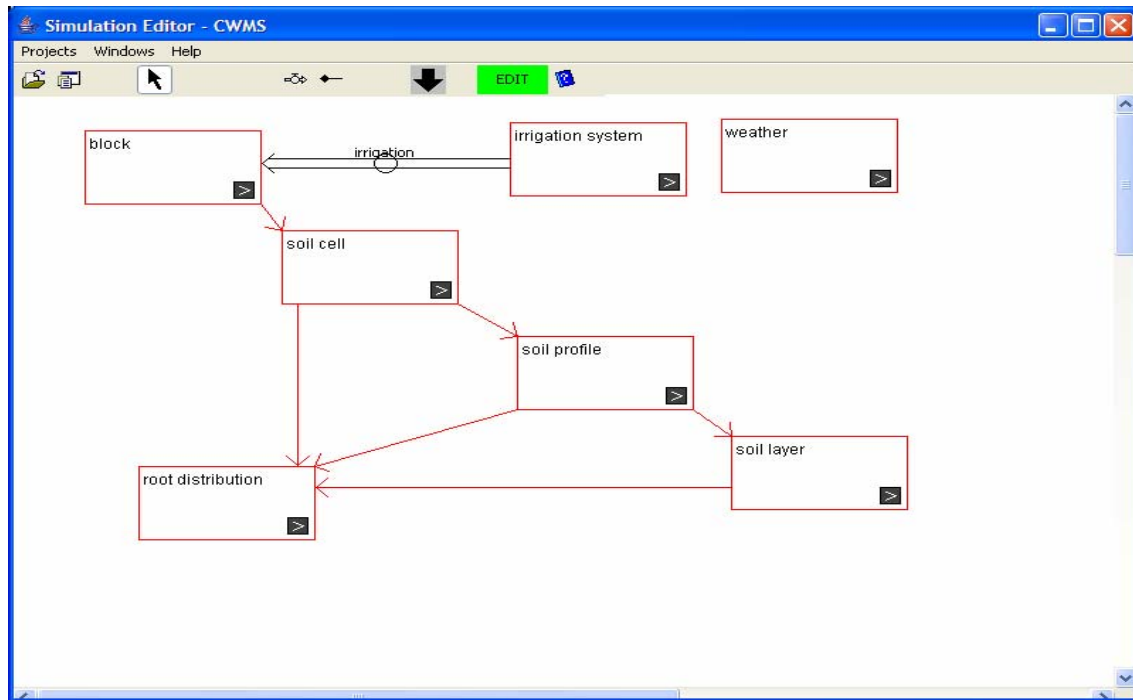 Simulation Editor - CWMS
Projects Windows Help
EDIT
block
irrigation
irrigation system
weather
>
>
>
soil cell
>
soil profile
>
soil layer
>
root distribution
>